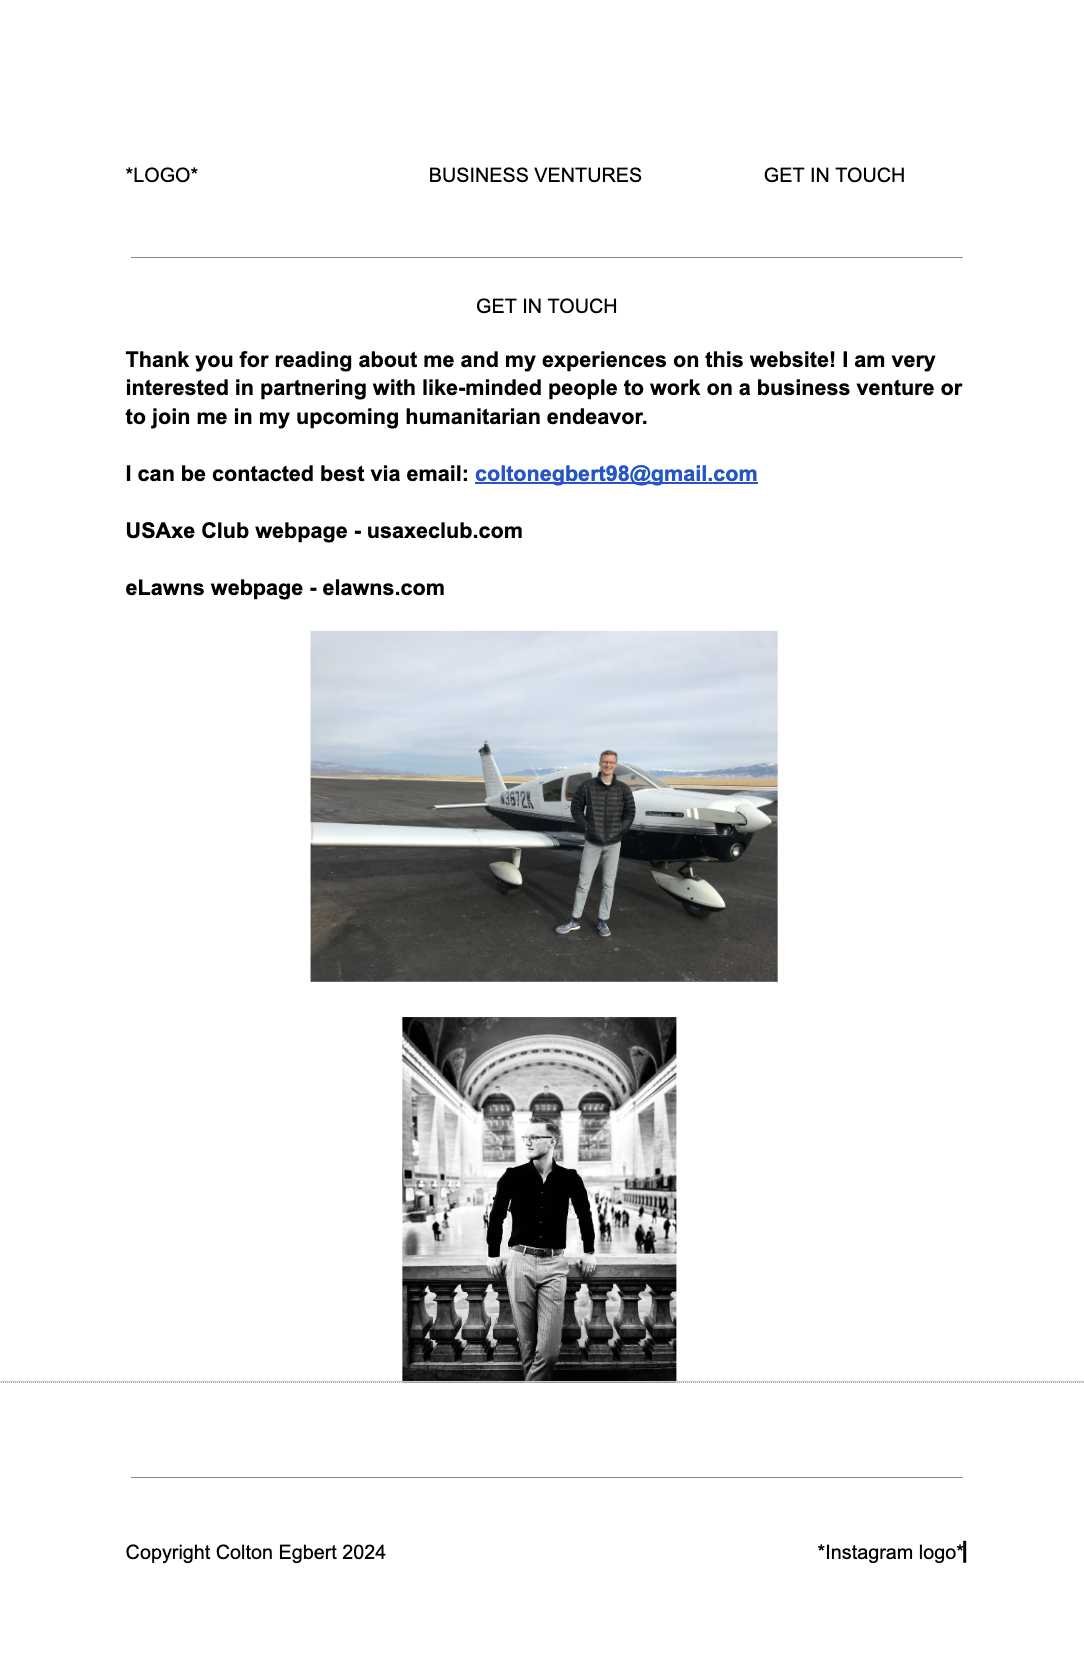 *LOGO* BUSINESS VENTURES GET IN TOUCH
GET IN TOUCH
Thank you for reading about me and my experiences on this website! I am very
interested in partnering with like-minded people to work on a business venture or
to join me in my upcoming humanitarian endeavor.
I can be contacted best via email: coltonegbert98@gmail.com
USAxe Club webpage - usaxeclub.com
eLawns webpage - elawns.com
N3672K
Copyright Colton Egbert 2024 *Instagram logo*